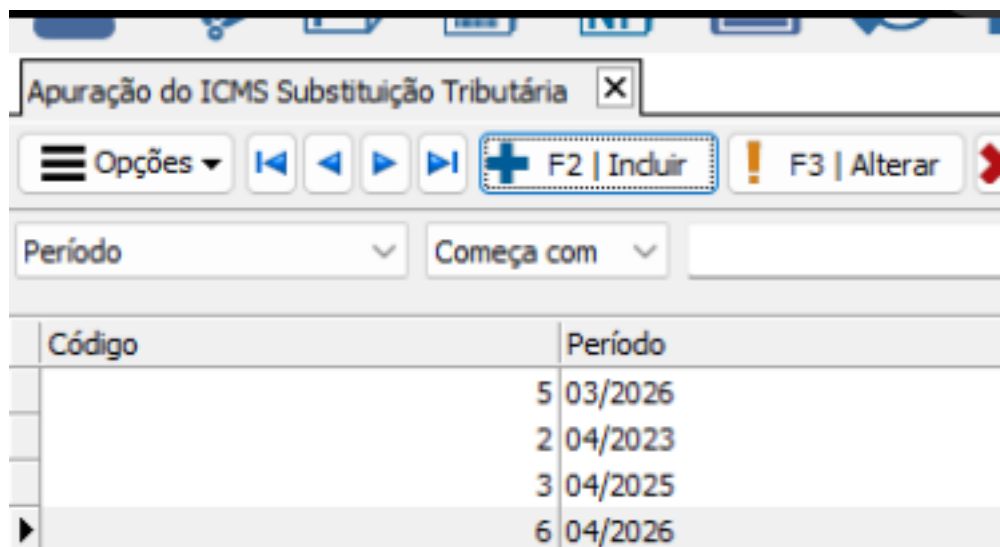 Apuração do ICMS Substituição Tributária
Opções F2 | Incluir F3 | Alterar
Período Começa com
Código Período
5 03/2026
2 04/2023
3 04/2025
6 04/2026